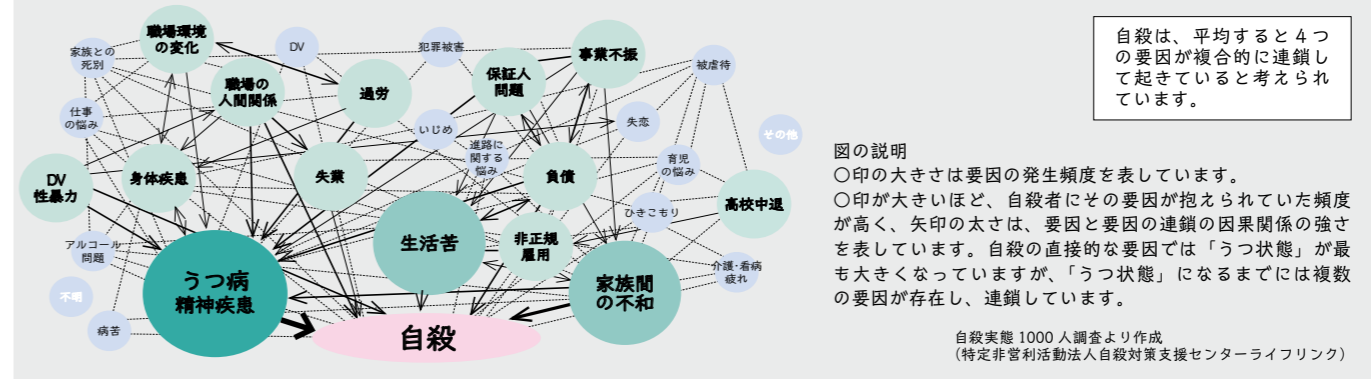 職場環境
の変化
家族との
死別
DV
犯罪被害
事業不振
被虐待
保証人
問題
職場の
人間関係
過労
仕事
の悩み
いじめ
失恋
その他
進路に
関する
悩み
育児
の悩み
DV
性暴力
身体疾患
失業
負債
高校中退
ひきこもり
生活苦
非正規
雇用
アルコール
問題
介護・看病
疲れ
うつ病
精神疾患
家族間
の不和
不明
病苦
自殺
自殺は、平均すると4つ
の要因が複合的に連鎖し
て起きていると考えられ
ています。
図の説明
〇印の大きさは要因の発生頻度を表しています。
〇印が大きいほど、自殺者にその要因が抱えられていた頻度
が高く、矢印の太さは、要因と要因の連鎖の因果関係の強さ
を表しています。自殺の直接的な要因では「うつ状態」が最
も大きくなっていますが、「うつ状態」になるまでには複数
の要因が存在し、連鎖しています。
自殺実態 1000 人調査より作成
(特定非営利活動法人自殺対策支援センターライフリンク)